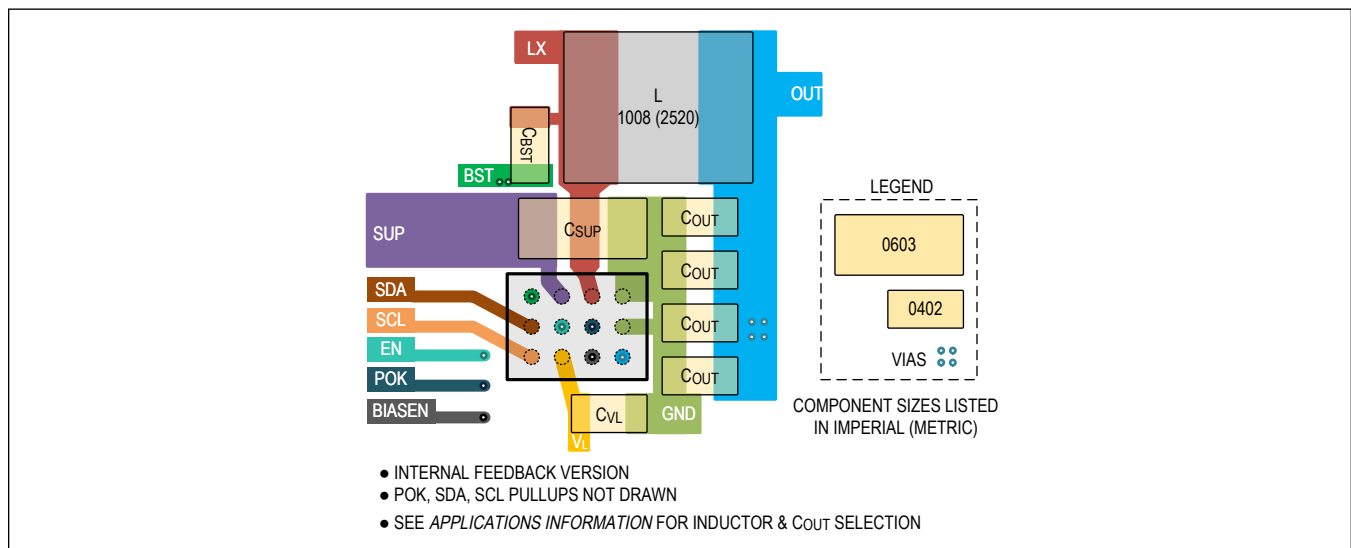 LX
L
1008 (2520)
OUT
CBST
BST
LEGEND
SUP
CSUP
COUT
0603
COUT
SDA
SCL
COUT
0402
EN
VIAS
POK
COUT
BIASEN
CVL
GND
COMPONENT SIZES LISTED
IN IMPERIAL (METRIC)
VL
● INTERNAL FEEDBACK VERSION
● POK, SDA, SCL PULLUPS NOT DRAWN
● SEE APPLICATIONS INFORMATION FOR INDUCTOR & COUT SELECTION